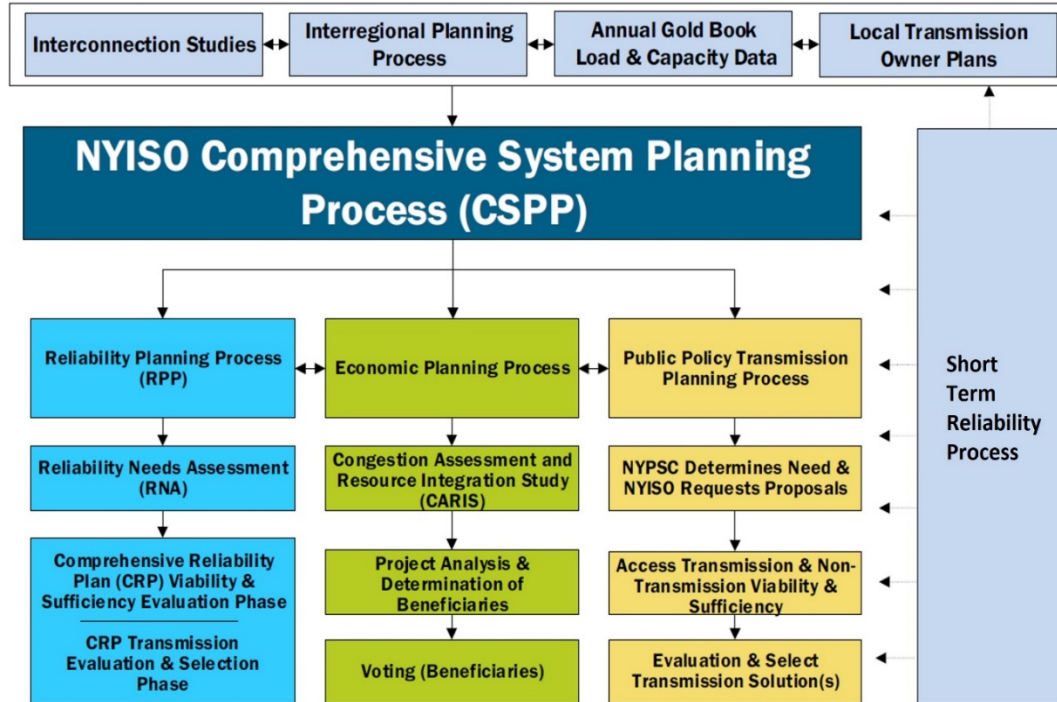 Interconnection Studies
Interregional Planning
Process
Annual Gold Book
Load & Capacity Data
Local Transmission
Owner Plans
NYISO Comprehensive System Planning
Process (CSPP)
Reliability Planning Process
(RPP)
Economic Planning Process
Public Policy Transmission
Planning Process
Short
Term
Reliability
Process
Reliability Needs Assessment
(RNA)
Congestion Assessment and
Resource Integration Study
(CARIS)
NYPSC Determines Need &
NYISO Requests Proposals
Comprehensive Reliability
Plan (CRP) Viability &
Sufficiency Evaluation Phase
CRP Transmission
Evaluation & Selection
Phase
Project Analysis &
Determination of
Beneficiaries
Access Transmission & Non-
Transmission Viability &
Sufficiency
Voting (Beneficiaries)
Evaluation & Select
Transmission Solution(s)